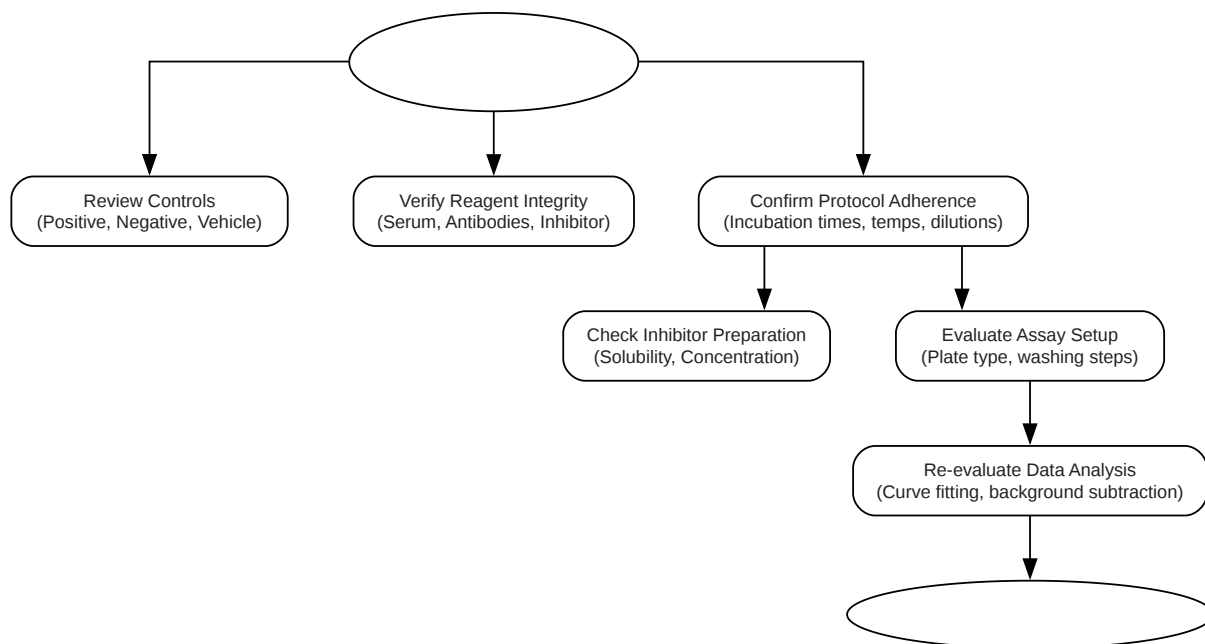 Review Controls
(Positive, Negative, Vehicle)
Verify Reagent Integrity
(Serum, Antibodies, Inhibitor)
Confirm Protocol Adherence
(Incubation times, temps, dilutions)
Check Inhibitor Preparation
(Solubility, Concentration)
Evaluate Assay Setup
(Plate type, washing steps)
Re-evaluate Data Analysis
(Curve fitting, background subtraction)